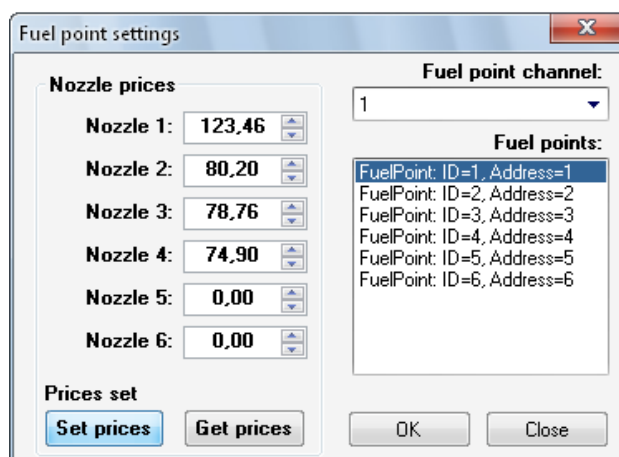 Fuel point settings
Nozzle prices
Nozzle 1: 123,46
Nozzle 2: 80,20
Nozzle 3: 78,76
Nozzle 4: 74,90
Nozzle 5: 0,00
Nozzle 6: 0,00
Prices set
Set prices Get prices
Fuel point channel:
1
Fuel points:
FuelPoint: ID=1, Address=1
FuelPoint: ID=2, Address=2
FuelPoint: ID=3, Address=3
FuelPoint: ID=4, Address=4
FuelPoint: ID=5, Address=5
FuelPoint: ID=6, Address=6
OK Close